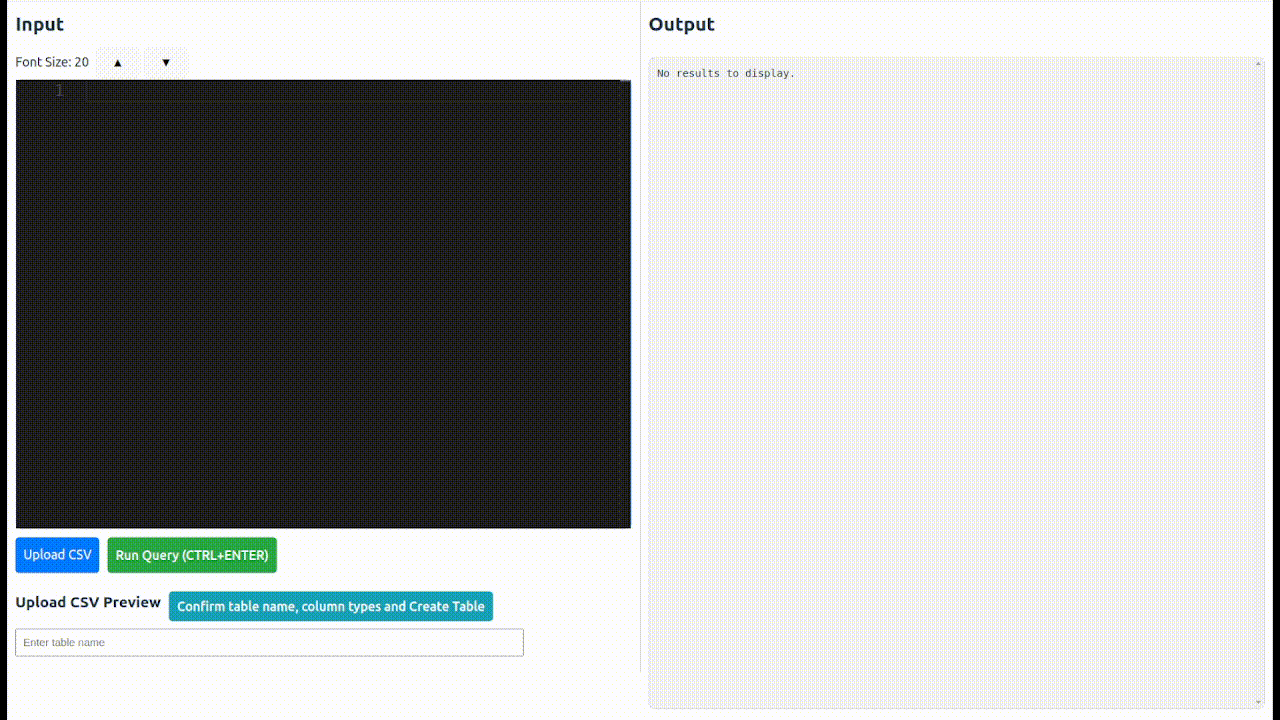 Input
Font Size: 20 ▲ ▼
1
Upload CSV Run Query (CTRL+ENTER)
Upload CSV Preview Confirm table name, column types and Create Table
Enter table name
Output
No results to display.